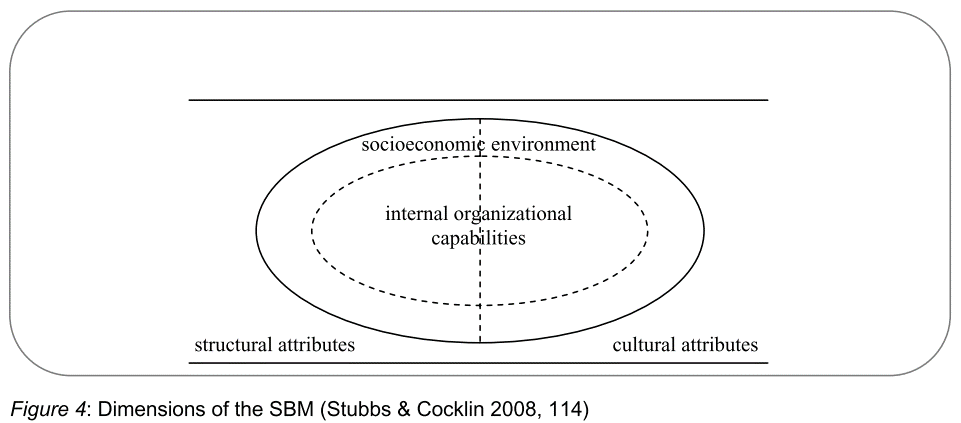 socioeconomic environment
internal organizational
capabilities
structural attributes cultural attributes
Figure 4: Dimensions of the SBM (Stubbs & Cocklin 2008, 114)